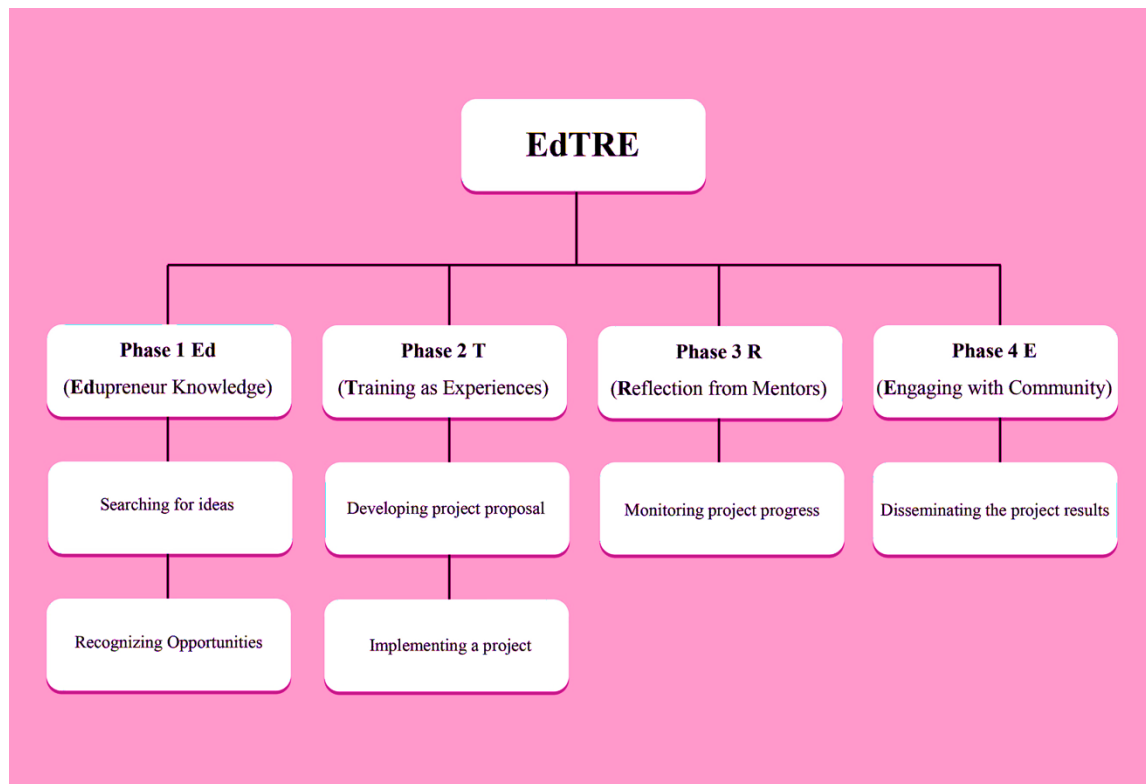 EdTRE
Phase 1 Ed
(Edupreneur Knowledge)
Phase 2 T
(Training as Experiences)
Phase 3 R
(Reflection from Mentors)
Phase 4 E
(Engaging with Community)
Searching for ideas
Developing project proposal
Monitoring project progress
Disseminating the project results
Recognizing Opportunities
Implementing a project